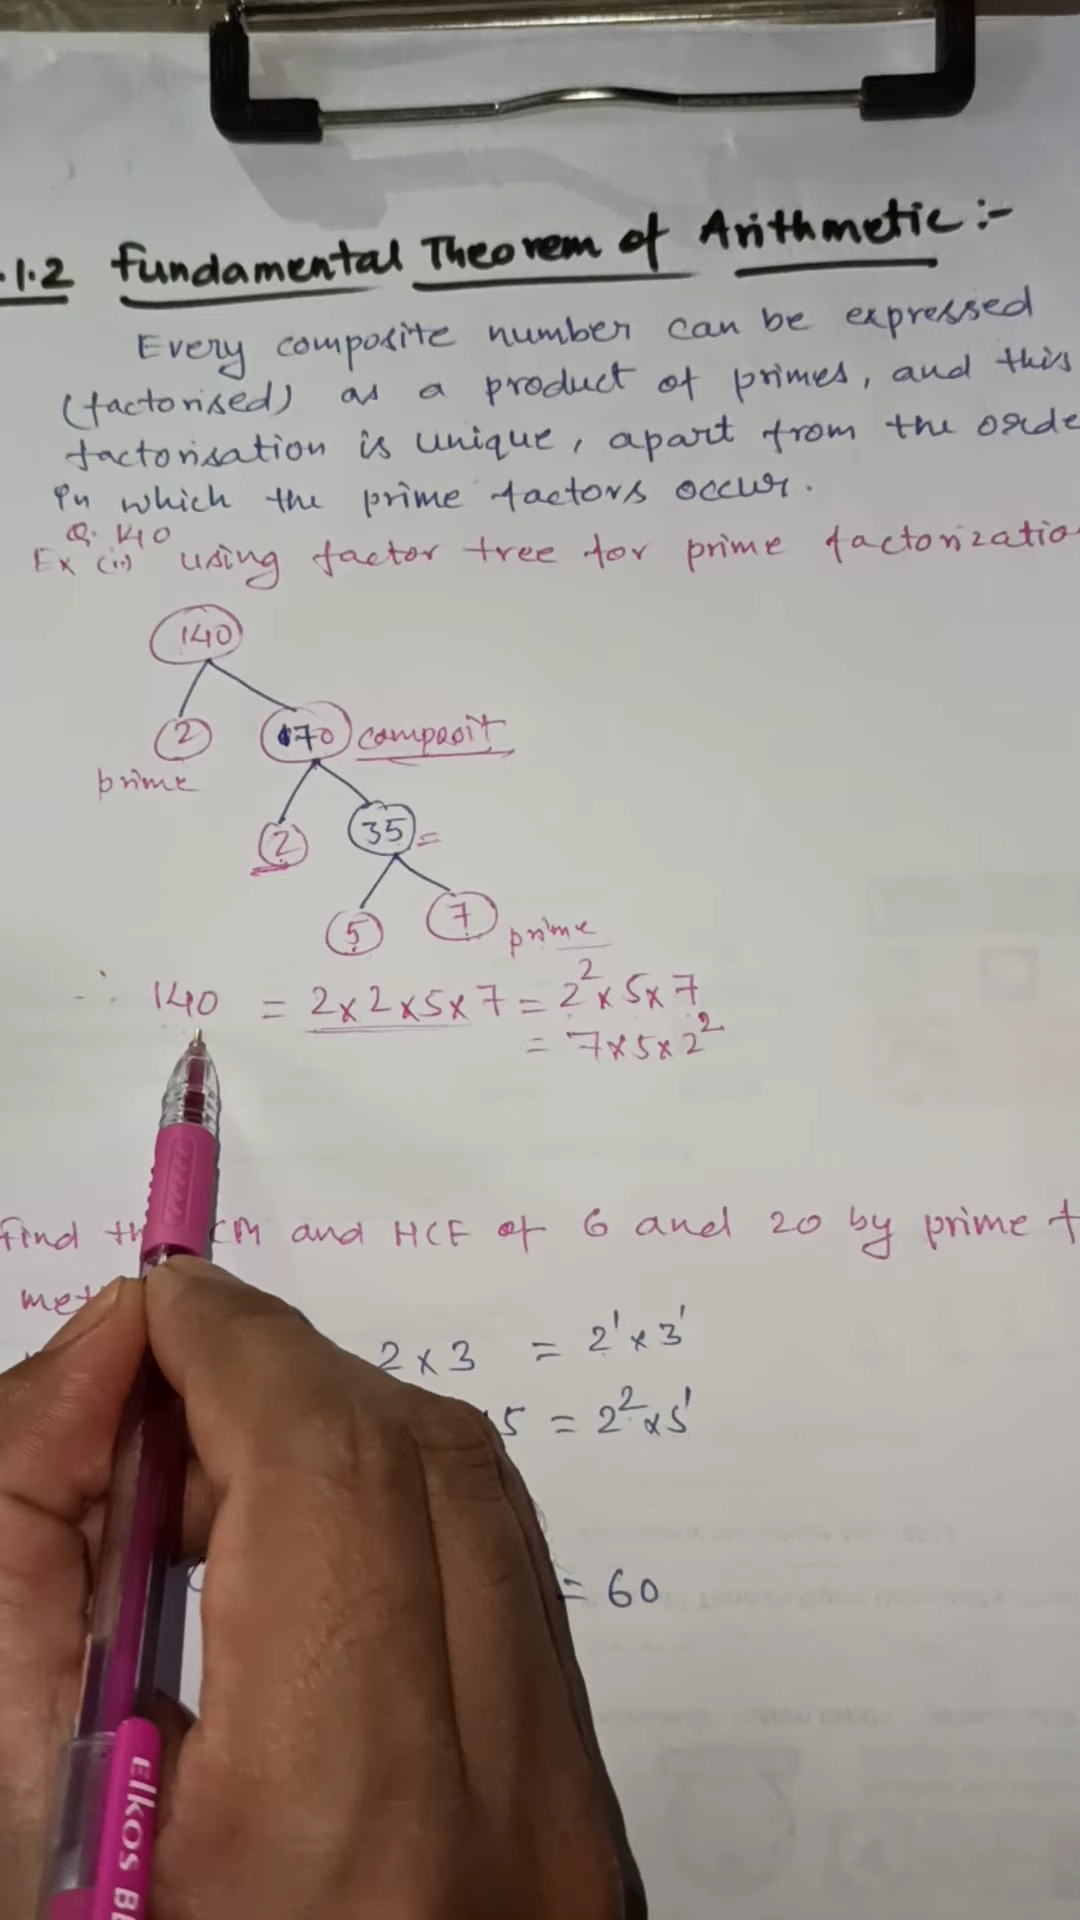 .1.2 Fundamental Theorem of Arithmetic :-
Every composite number can be expressed
(factorised) as a product of primes, and this
factorisation is unique, apart from the orde
in which the prime factors occur.
Q. 140
Ex (ii) using factor tree for prime factorizatio
140
2 70 composit
prime
2 35 =
5 7 prime
∴ 140 = 2 x 2 x 5 x 7 = 2² x 5 x 7
= 7 x 5 x 2²
Find th CM and HCF of 6 and 20 by prime f
met
2 x 3 = 2¹ x 3¹
5 = 2² x 5¹
= 60
Elkos B